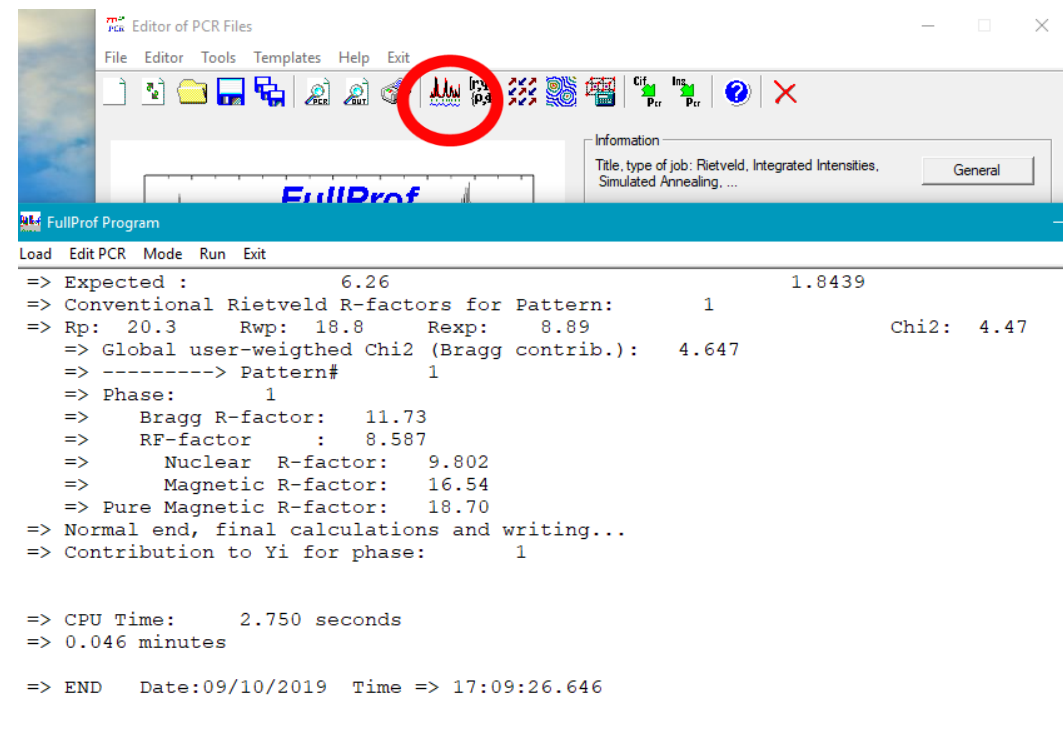 Editor of PCR Files
File Editor Tools Templates Help Exit
PCR OUT Cif Pcr Ins Pcr
Information
Title, type of job: Rietveld, Integrated Intensities,
Simulated Annealing, ...
General
FullProf
FullProf Program
Load Edit PCR Mode Run Exit
=> Expected : 6.26 1.8439
=> Conventional Rietveld R-factors for Pattern: 1
=> Rp: 20.3 Rwp: 18.8 Rexp: 8.89 Chi2: 4.47
=> Global user-weigthed Chi2 (Bragg contrib.): 4.647
=> ---------> Pattern# 1
=> Phase: 1
=> Bragg R-factor: 11.73
=> RF-factor : 8.587
=> Nuclear R-factor: 9.802
=> Magnetic R-factor: 16.54
=> Pure Magnetic R-factor: 18.70
=> Normal end, final calculations and writing...
=> Contribution to Yi for phase: 1
=> CPU Time: 2.750 seconds
=> 0.046 minutes
=> END Date:09/10/2019 Time => 17:09:26.646